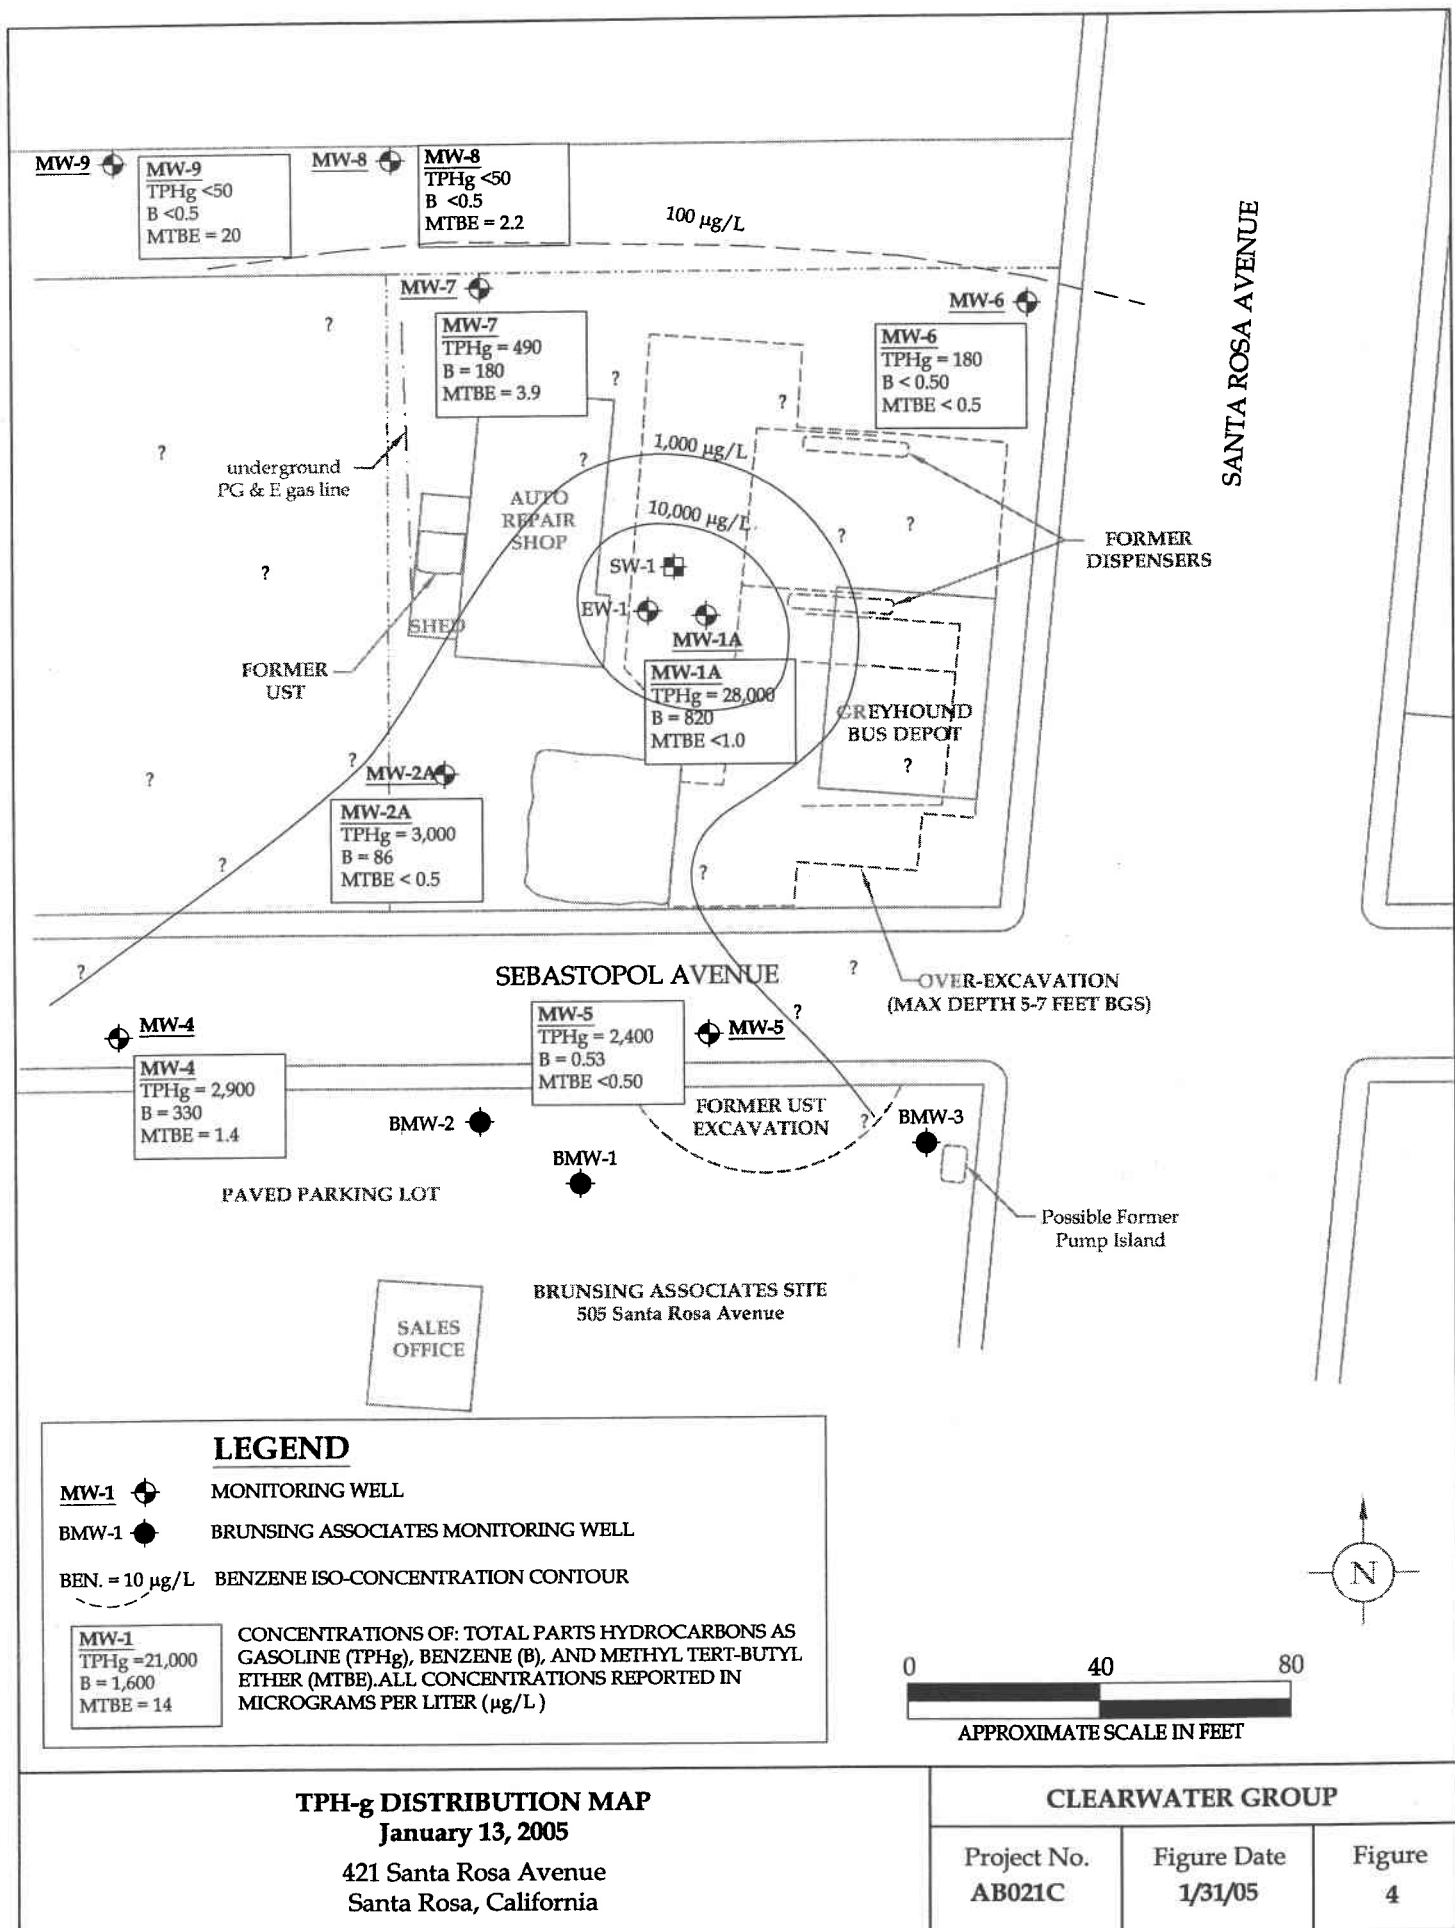 MW-9
MW-9
TPHg <50
B <0.5
MTBE = 20
MW-8
MW-8
TPHg <50
B <0.5
MTBE = 2.2
100 µg/L
SANTA ROSA AVENUE
MW-7
MW-7
TPHg = 490
B = 180
MTBE = 3.9
MW-6
MW-6
TPHg = 180
B < 0.50
MTBE < 0.5
?
?
?
?
?
1,000 µg/L
underground
PG & E gas line
AUTO
REPAIR
SHOP
10,000 µg/L
?
?
FORMER
DISPENSERS
SW-1
?
EW-1
MW-1A
SHED
FORMER
UST
MW-1A
TPHg = 28,000
B = 820
MTBE <1.0
GREYHOUND
BUS DEPOT
?
?
?
MW-2A
MW-2A
TPHg = 3,000
B = 86
MTBE < 0.5
?
?
?
SEBASTOPOL AVENUE
?
OVER-EXCAVATION
(MAX DEPTH 5-7 FEET BGS)
MW-4
MW-4
TPHg = 2,900
B = 330
MTBE = 1.4
MW-5
TPHg = 2,400
B = 0.53
MTBE <0.50
MW-5
?
FORMER UST
EXCAVATION
?
BMW-3
BMW-2
BMW-1
PAVED PARKING LOT
Possible Former
Pump Island
BRUNSING ASSOCIATES SITE
505 Santa Rosa Avenue
SALES
OFFICE
LEGEND
MW-1 MONITORING WELL
BMW-1 BRUNSING ASSOCIATES MONITORING WELL
BEN. = 10 µg/L BENZENE ISO-CONCENTRATION CONTOUR
MW-1
TPHg =21,000
B = 1,600
MTBE = 14
CONCENTRATIONS OF: TOTAL PARTS HYDROCARBONS AS
GASOLINE (TPHg), BENZENE (B), AND METHYL TERT-BUTYL
ETHER (MTBE).ALL CONCENTRATIONS REPORTED IN
MICROGRAMS PER LITER (µg/L )
N
0 40 80
APPROXIMATE SCALE IN FEET
TPH-g DISTRIBUTION MAP
January 13, 2005
421 Santa Rosa Avenue
Santa Rosa, California
CLEARWATER GROUP
Project No.
AB021C
Figure Date
1/31/05
Figure
4